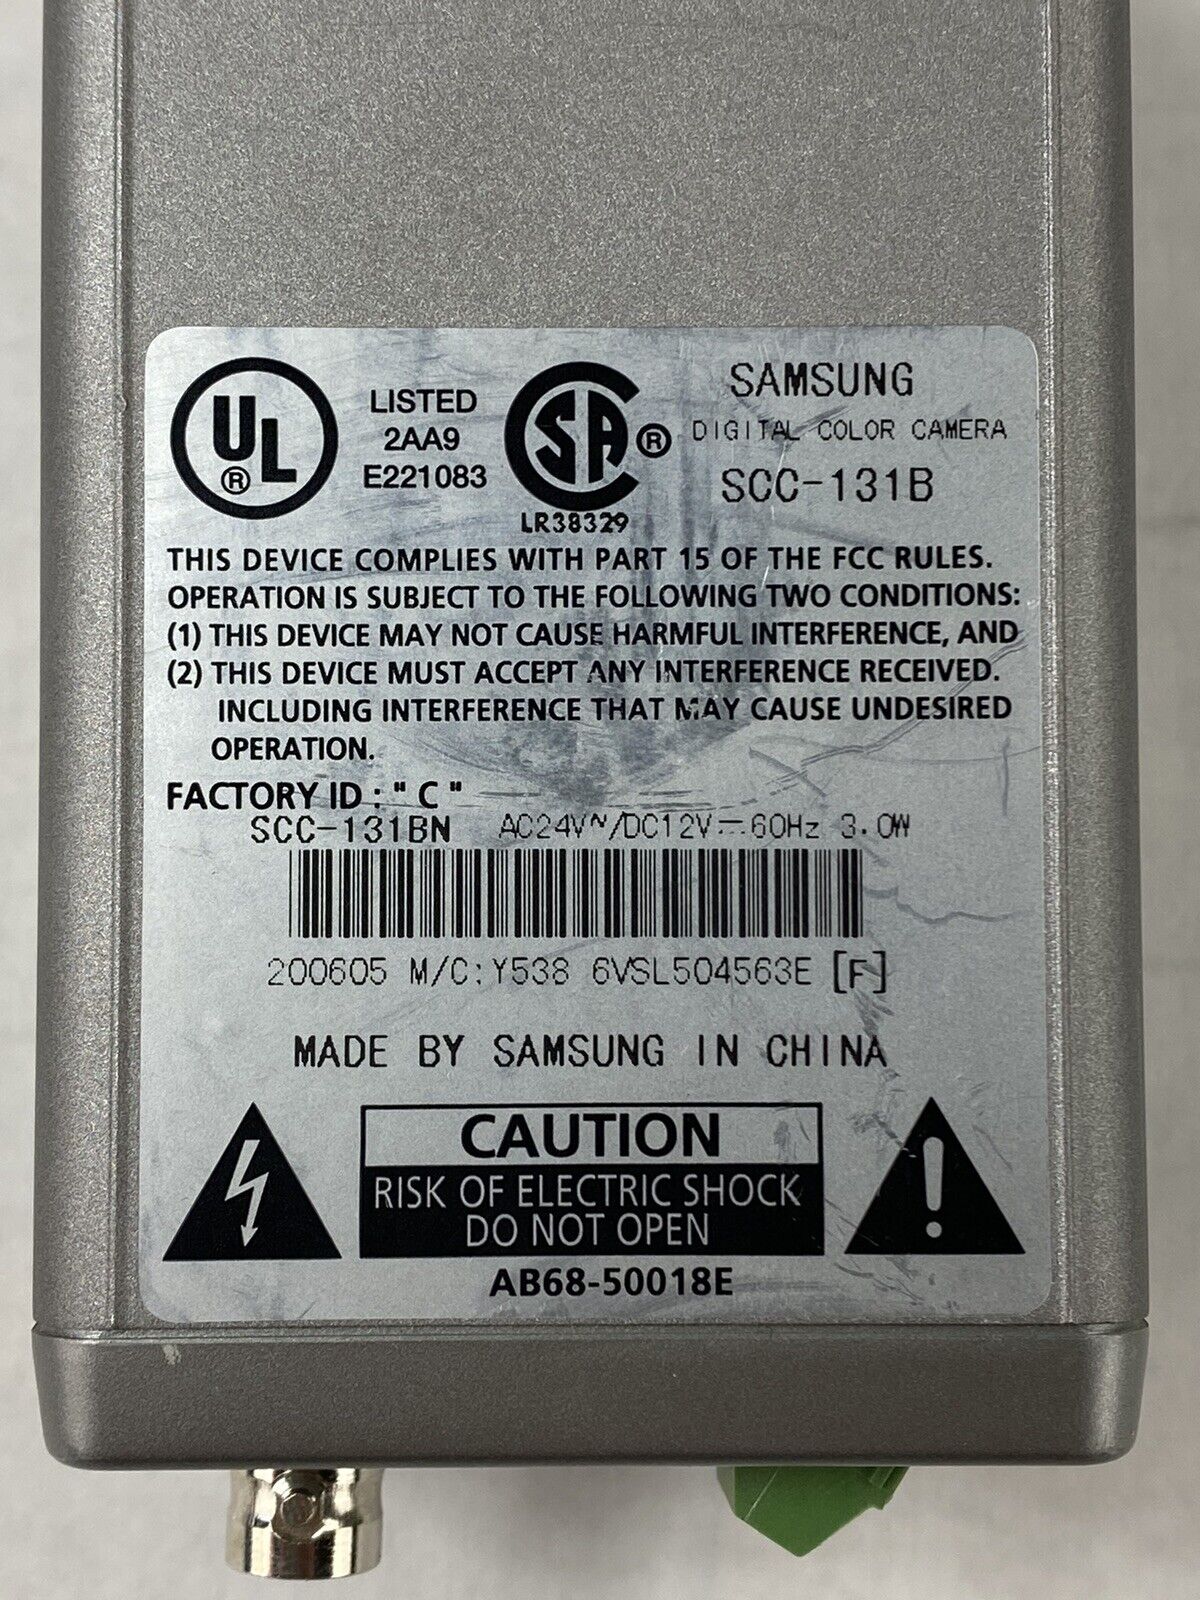 UL ® LISTED 2AA9 E221083
SA ® LR38329
SAMSUNG
DIGITAL COLOR CAMERA
SCC-131B
THIS DEVICE COMPLIES WITH PART 15 OF THE FCC RULES.
OPERATION IS SUBJECT TO THE FOLLOWING TWO CONDITIONS:
(1) THIS DEVICE MAY NOT CAUSE HARMFUL INTERFERENCE, AND
(2) THIS DEVICE MUST ACCEPT ANY INTERFERENCE RECEIVED.
INCLUDING INTERFERENCE THAT MAY CAUSE UNDESIRED
OPERATION.
FACTORY ID : " C "
SCC-131BN AC24V~/DC12V⎓60Hz 3.0W
200605 M/C:Y538 6VSL504563E [F]
MADE BY SAMSUNG IN CHINA
CAUTION
RISK OF ELECTRIC SHOCK
DO NOT OPEN
AB68-50018E